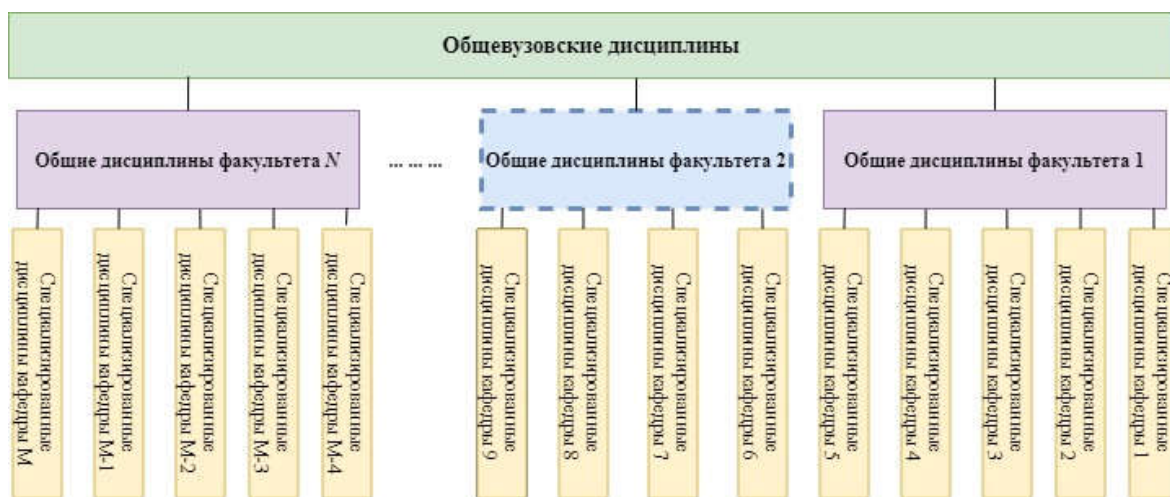 Общевузовские дисциплины
Общие дисциплины факультета N
... ... ...
Общие дисциплины факультета 2
Общие дисциплины факультета 1
Специализированные
дисциплины кафедры М
Специализированные
дисциплины кафедры М-1
Специализированные
дисциплины кафедры М-2
Специализированные
дисциплины кафедры М-3
Специализированные
дисциплины кафедры М-4
Специализированные
дисциплины кафедры 9
Специализированные
дисциплины кафедры 8
Специализированные
дисциплины кафедры 7
Специализированные
дисциплины кафедры 6
Специализированные
дисциплины кафедры 5
Специализированные
дисциплины кафедры 4
Специализированные
дисциплины кафедры 3
Специализированные
дисциплины кафедры 2
Специализированные
дисциплины кафедры 1